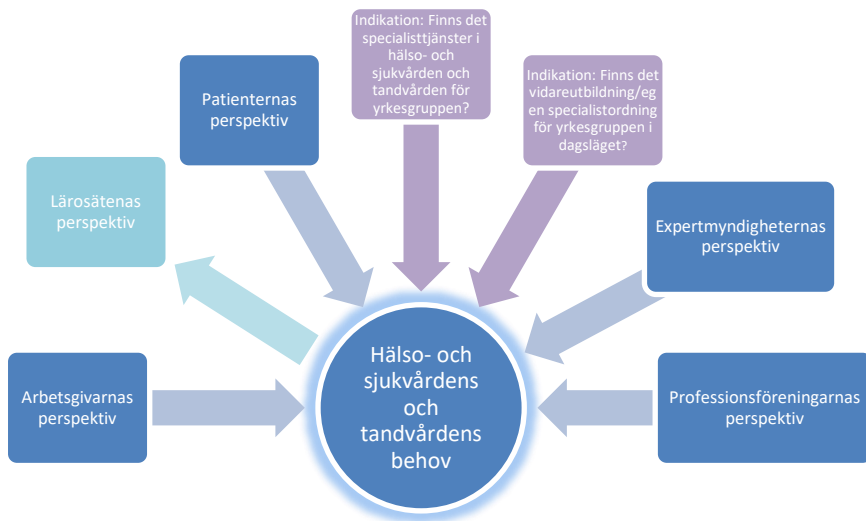 Indikation: Finns det
specialisttjänster i
hälso- och
sjukvården och
tandvården för
yrkesgruppen?
Patienternas
perspektiv
Indikation: Finns det
vidareutbildning/eg
en specialistordning
för yrkesgruppen i
dagsläget?
Lärosätenas
perspektiv
Expertmyndigheternas
perspektiv
Arbetsgivarnas
perspektiv
Hälso- och
sjukvårdens
och
tandvårdens
behov
Professionsföreningarnas
perspektiv